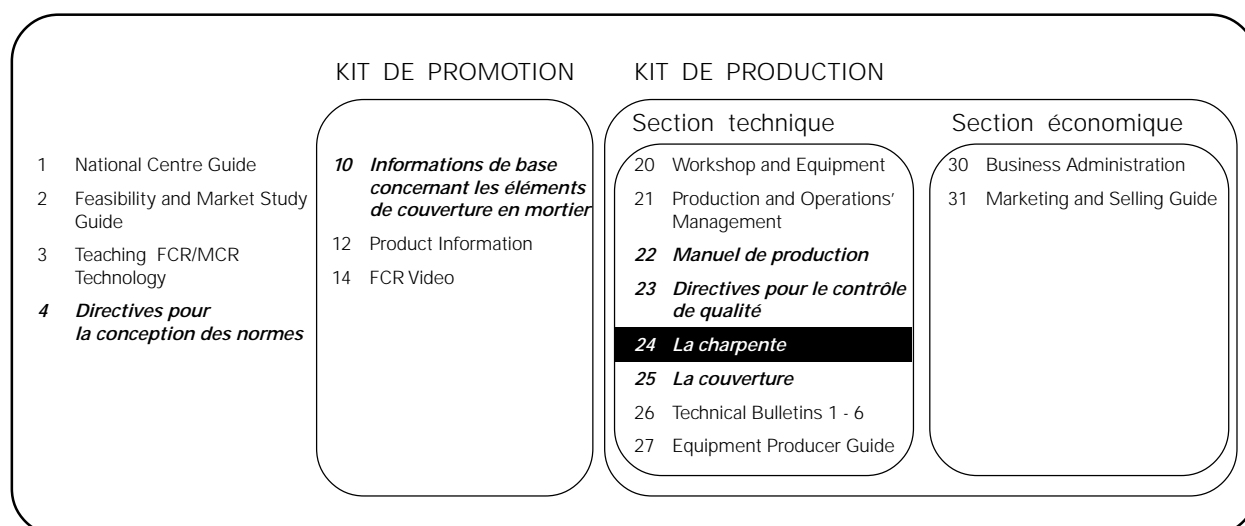 KIT DE PROMOTION
KIT DE PRODUCTION
Section technique
Section économique
1 National Centre Guide
2 Feasibility and Market Study
Guide
3 Teaching FCR/MCR
Technology
4 Directives pour
la conception des normes
10 Informations de base
concernant les éléments
de couverture en mortier
12 Product Information
14 FCR Video
20 Workshop and Equipment
21 Production and Operations'
Management
22 Manuel de production
23 Directives pour le contrôle
de qualité
24 La charpente
25 La couverture
26 Technical Bulletins 1 - 6
27 Equipment Producer Guide
30 Business Administration
31 Marketing and Selling Guide